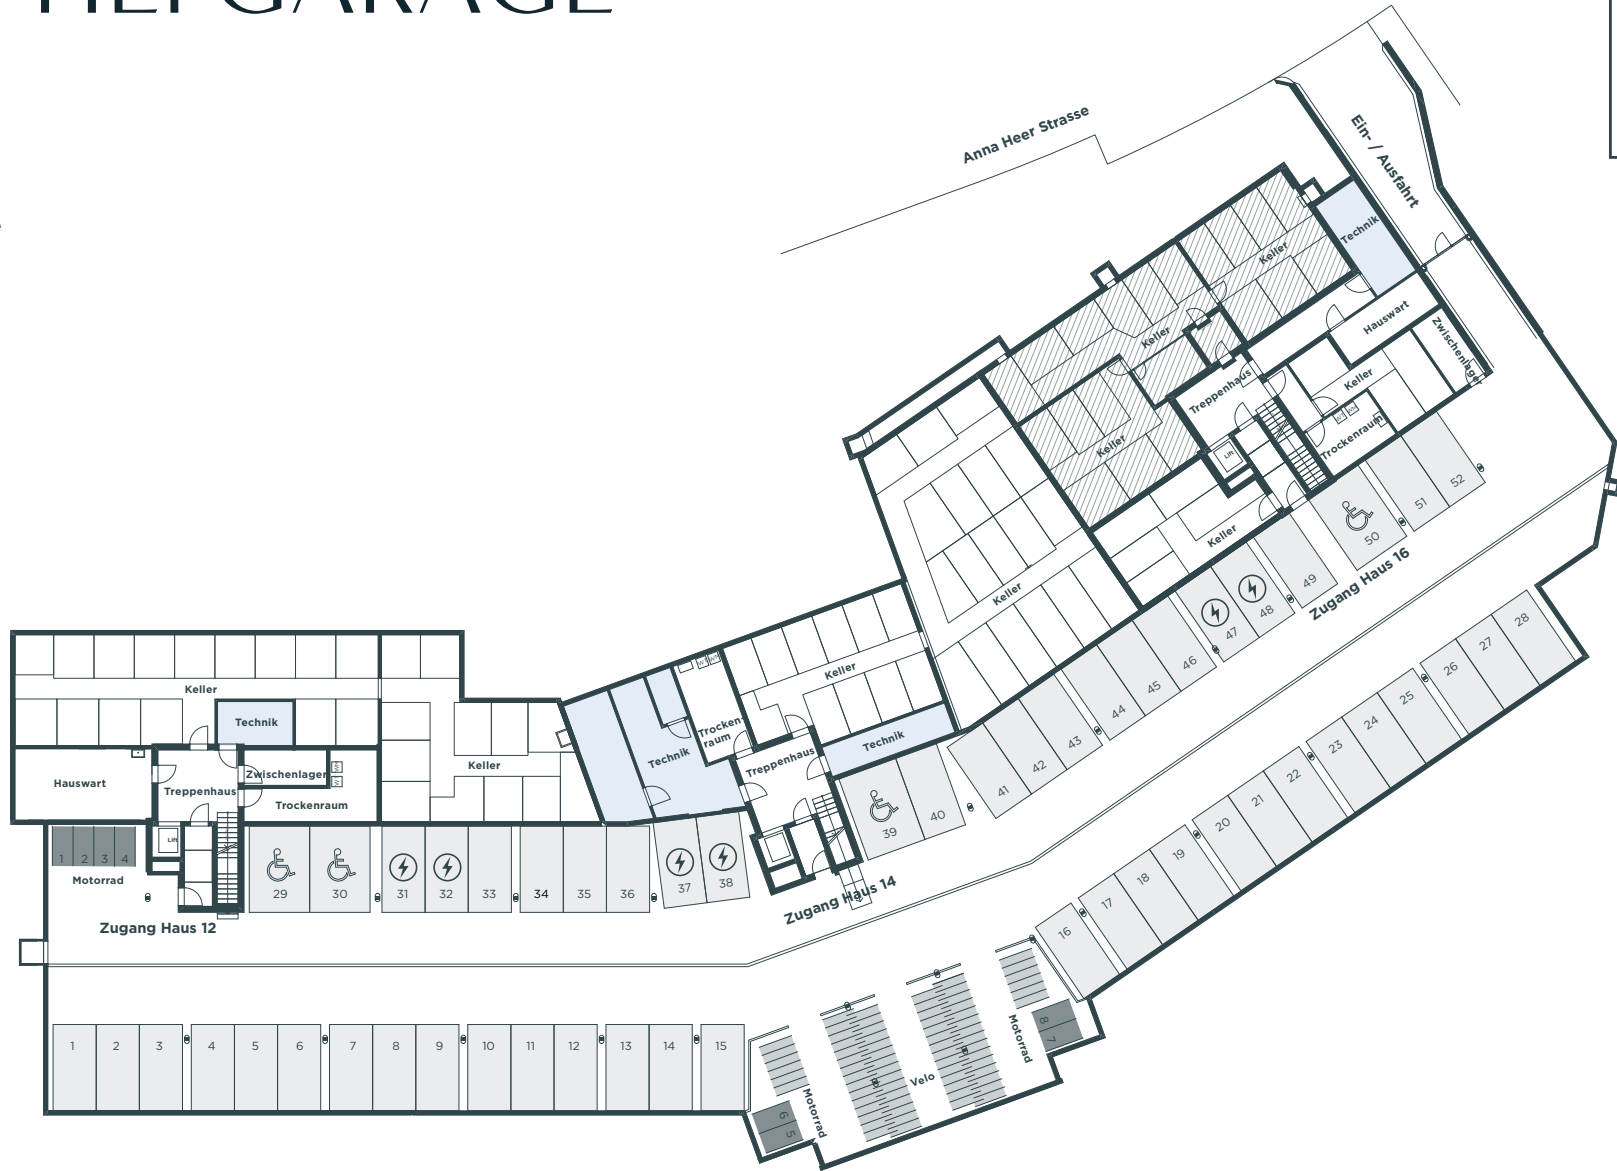 TIEFGARAGE
Anna Heer Strasse
Ein- / Ausfahrt
Technik
Keller
Hauswart
Zwischenlager
Keller
Keller
Treppenhaus
Keller
Trockenraum
Lift
Keller
Keller
52
51
50
49
48
47
46
45
44
43
42
41
Zugang Haus 16
28
27
26
25
24
23
22
21
20
19
18
17
16
Keller
Technik
Keller
Trocken-
raum
Technik
Treppenhaus
Technik
Keller
Hauswart
Zwischenlager
Treppenhaus
Trockenraum
Lift
1 2 3 4
Motorrad
29 30 31 32 33 34 35 36 37 38 39 40
Zugang Haus 12
Zugang Haus 14
1 2 3 4 5 6 7 8 9 10 11 12 13 14 15
Motorrad
8
7
Velo
Motorrad
6
5